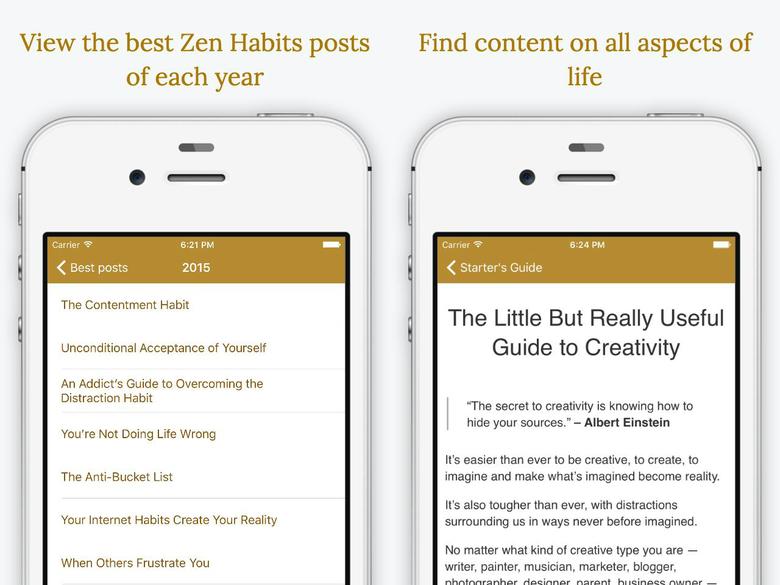 View the best Zen Habits posts
of each year
Carrier
6:21 PM
Best posts
2015
The Contentment Habit
Unconditional Acceptance of Yourself
An Addict's Guide to Overcoming the
Distraction Habit
You're Not Doing Life Wrong
The Anti-Bucket List
Your Internet Habits Create Your Reality
When Others Frustrate You
Find content on all aspects of
life
Carrier
6:24 PM
Starter's Guide
The Little But Really Useful
Guide to Creativity
“The secret to creativity is knowing how to
hide your sources.” – Albert Einstein
It's easier than ever to be creative, to create, to
imagine and make what's imagined become reality.
It's also tougher than ever, with distractions
surrounding us in ways never before imagined.
No matter what kind of creative type you are —
writer, painter, musician, marketer, blogger,
photographer, designer, parent, business owner —